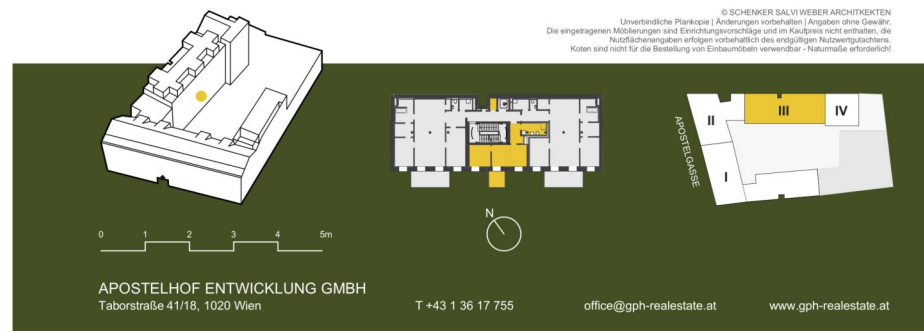 © SCHENKER SALVI WEBER ARCHITKEKTEN
Unverbindliche Plankopie | Änderungen vorbehalten | Angaben ohne Gewähr.
Die eingetragenen Möblierungen sind Einrichtungsvorschläge und im Kaufpreis nicht enthalten, die
Nutzflächenangaben erfolgen vorbehaltlich des endgültigen Nutzwertgutachtens.
Koten sind nicht für die Bestellung von Einbaumöbeln verwendbar - Naturmaße erforderlich!
II
III
IV
I
APOSTELGASSE
N
0 1 2 3 4 5m
APOSTELHOF ENTWICKLUNG GMBH
Taborstraße 41/18, 1020 Wien
T +43 1 36 17 755
office@gph-realestate.at
www.gph-realestate.at